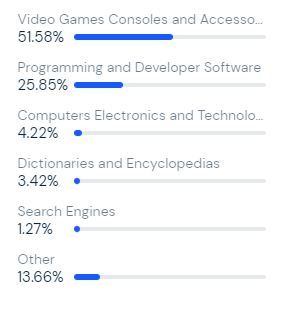 Video Games Consoles and Accesso...
51.58%
Programming and Developer Software
25.85%
Computers Electronics and Technolo...
4.22%
Dictionaries and Encyclopedias
3.42%
Search Engines
1.27%
Other
13.66%